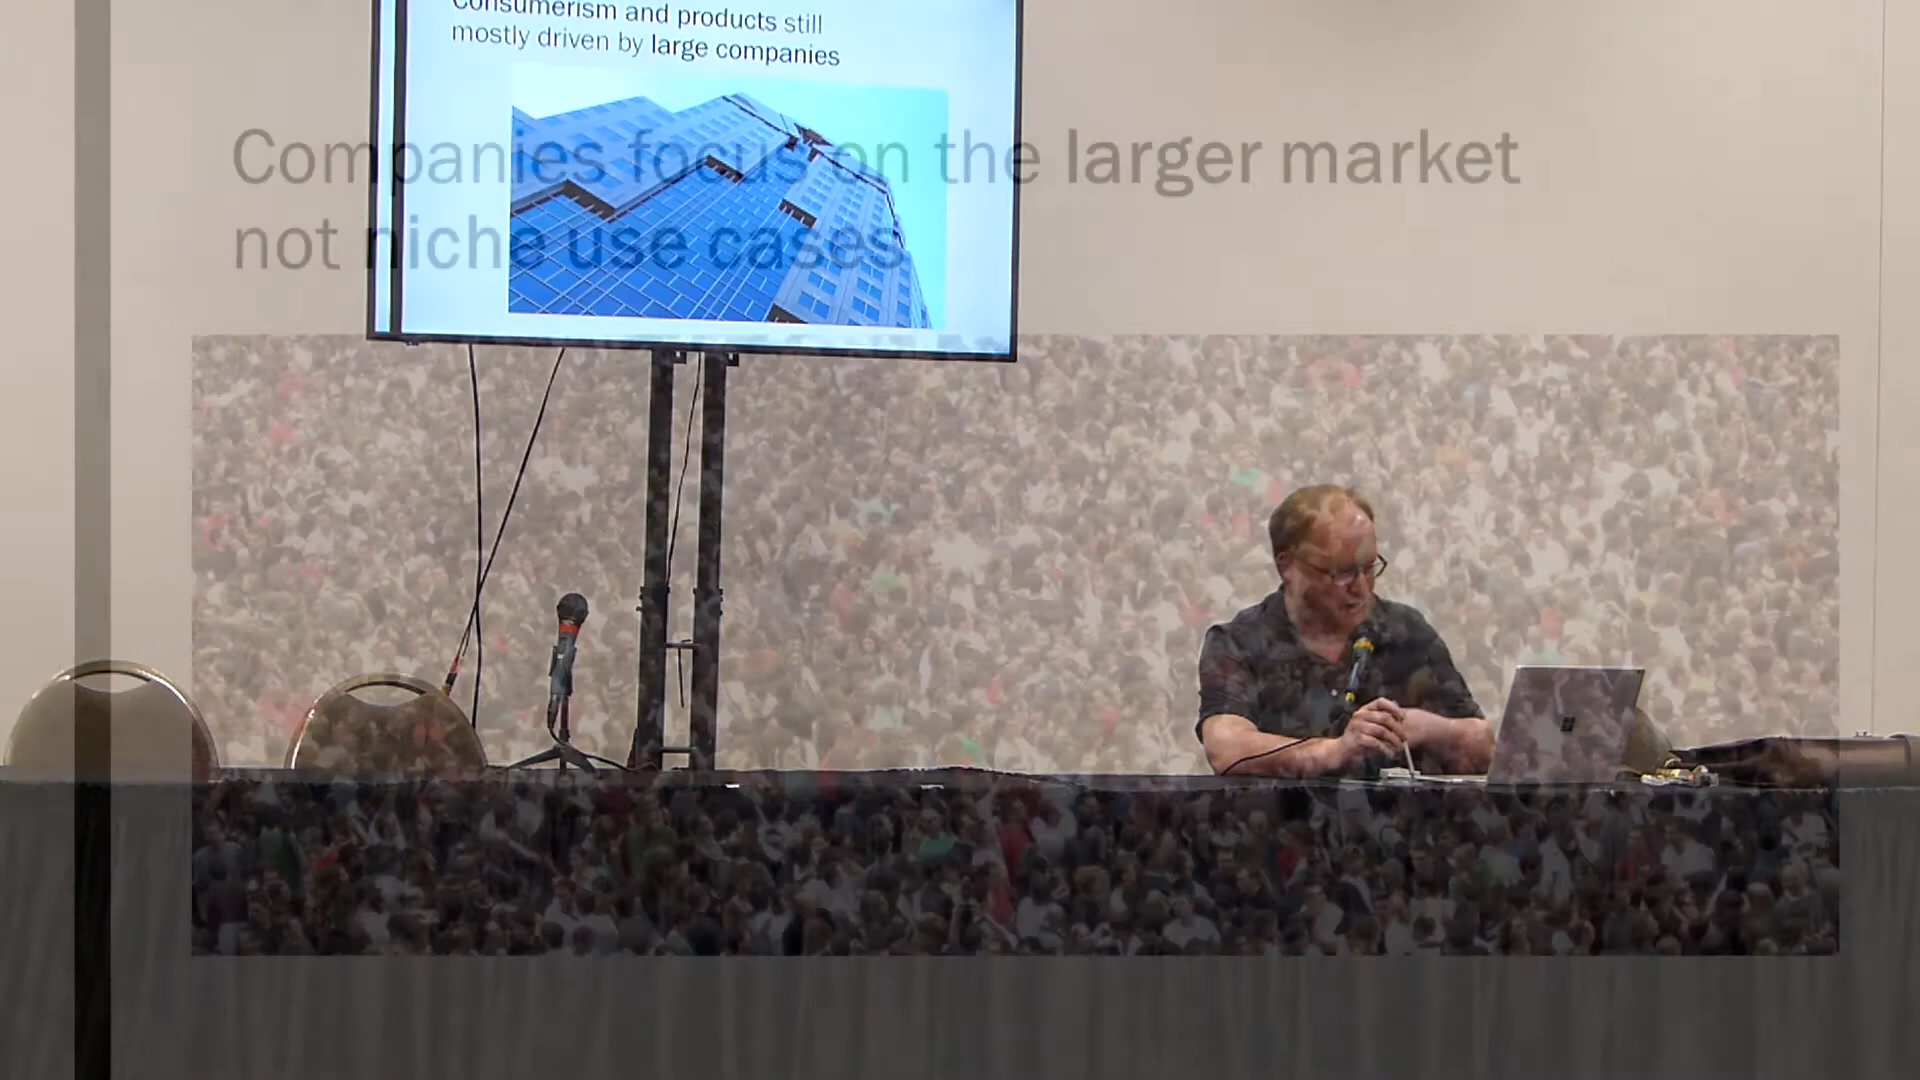 Consumerism and products still
mostly driven by large companies
Companies focus on the larger market
not niche use cases